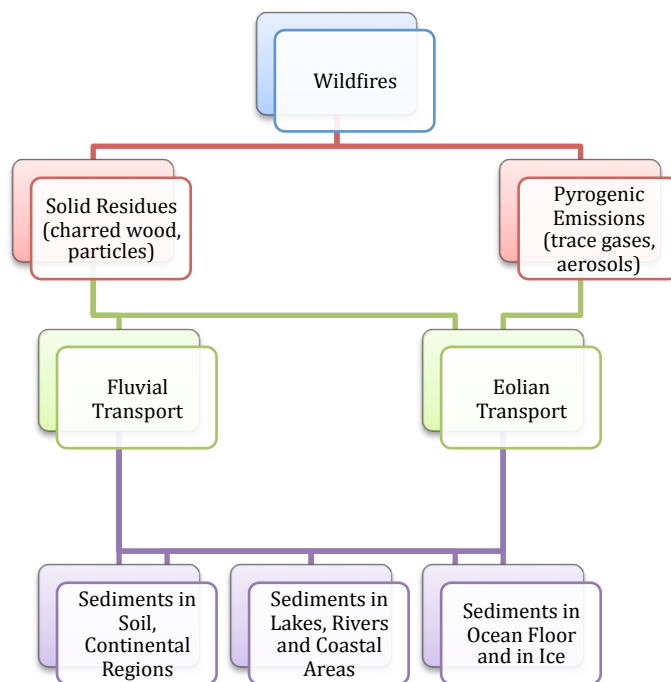 Wildfires
Solid Residues
(charred wood,
particles)
Pyrogenic
Emissions
(trace gases,
aerosols)
Fluvial
Transport
Eolian
Transport
Sediments in
Soil,
Continental
Regions
Sediments in
Lakes, Rivers
and Coastal
Areas
Sediments in
Ocean Floor
and in Ice